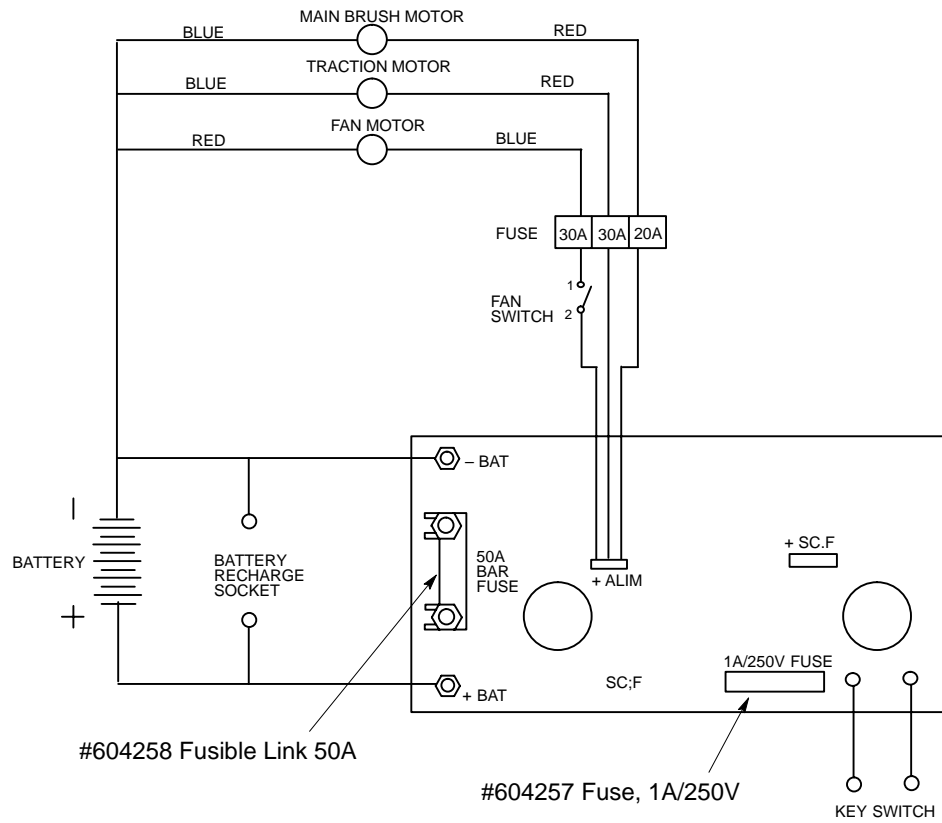 MAIN BRUSH MOTOR
BLUE
RED
TRACTION MOTOR
BLUE
RED
FAN MOTOR
RED
BLUE
FUSE
30A
30A
20A
1
FAN
SWITCH
2
– BAT
–
BATTERY
+
BATTERY
RECHARGE
SOCKET
50A
BAR
FUSE
+ ALIM
+ SC.F
1A/250V FUSE
SC;F
+ BAT
#604258 Fusible Link 50A
#604257 Fuse, 1A/250V
KEY SWITCH